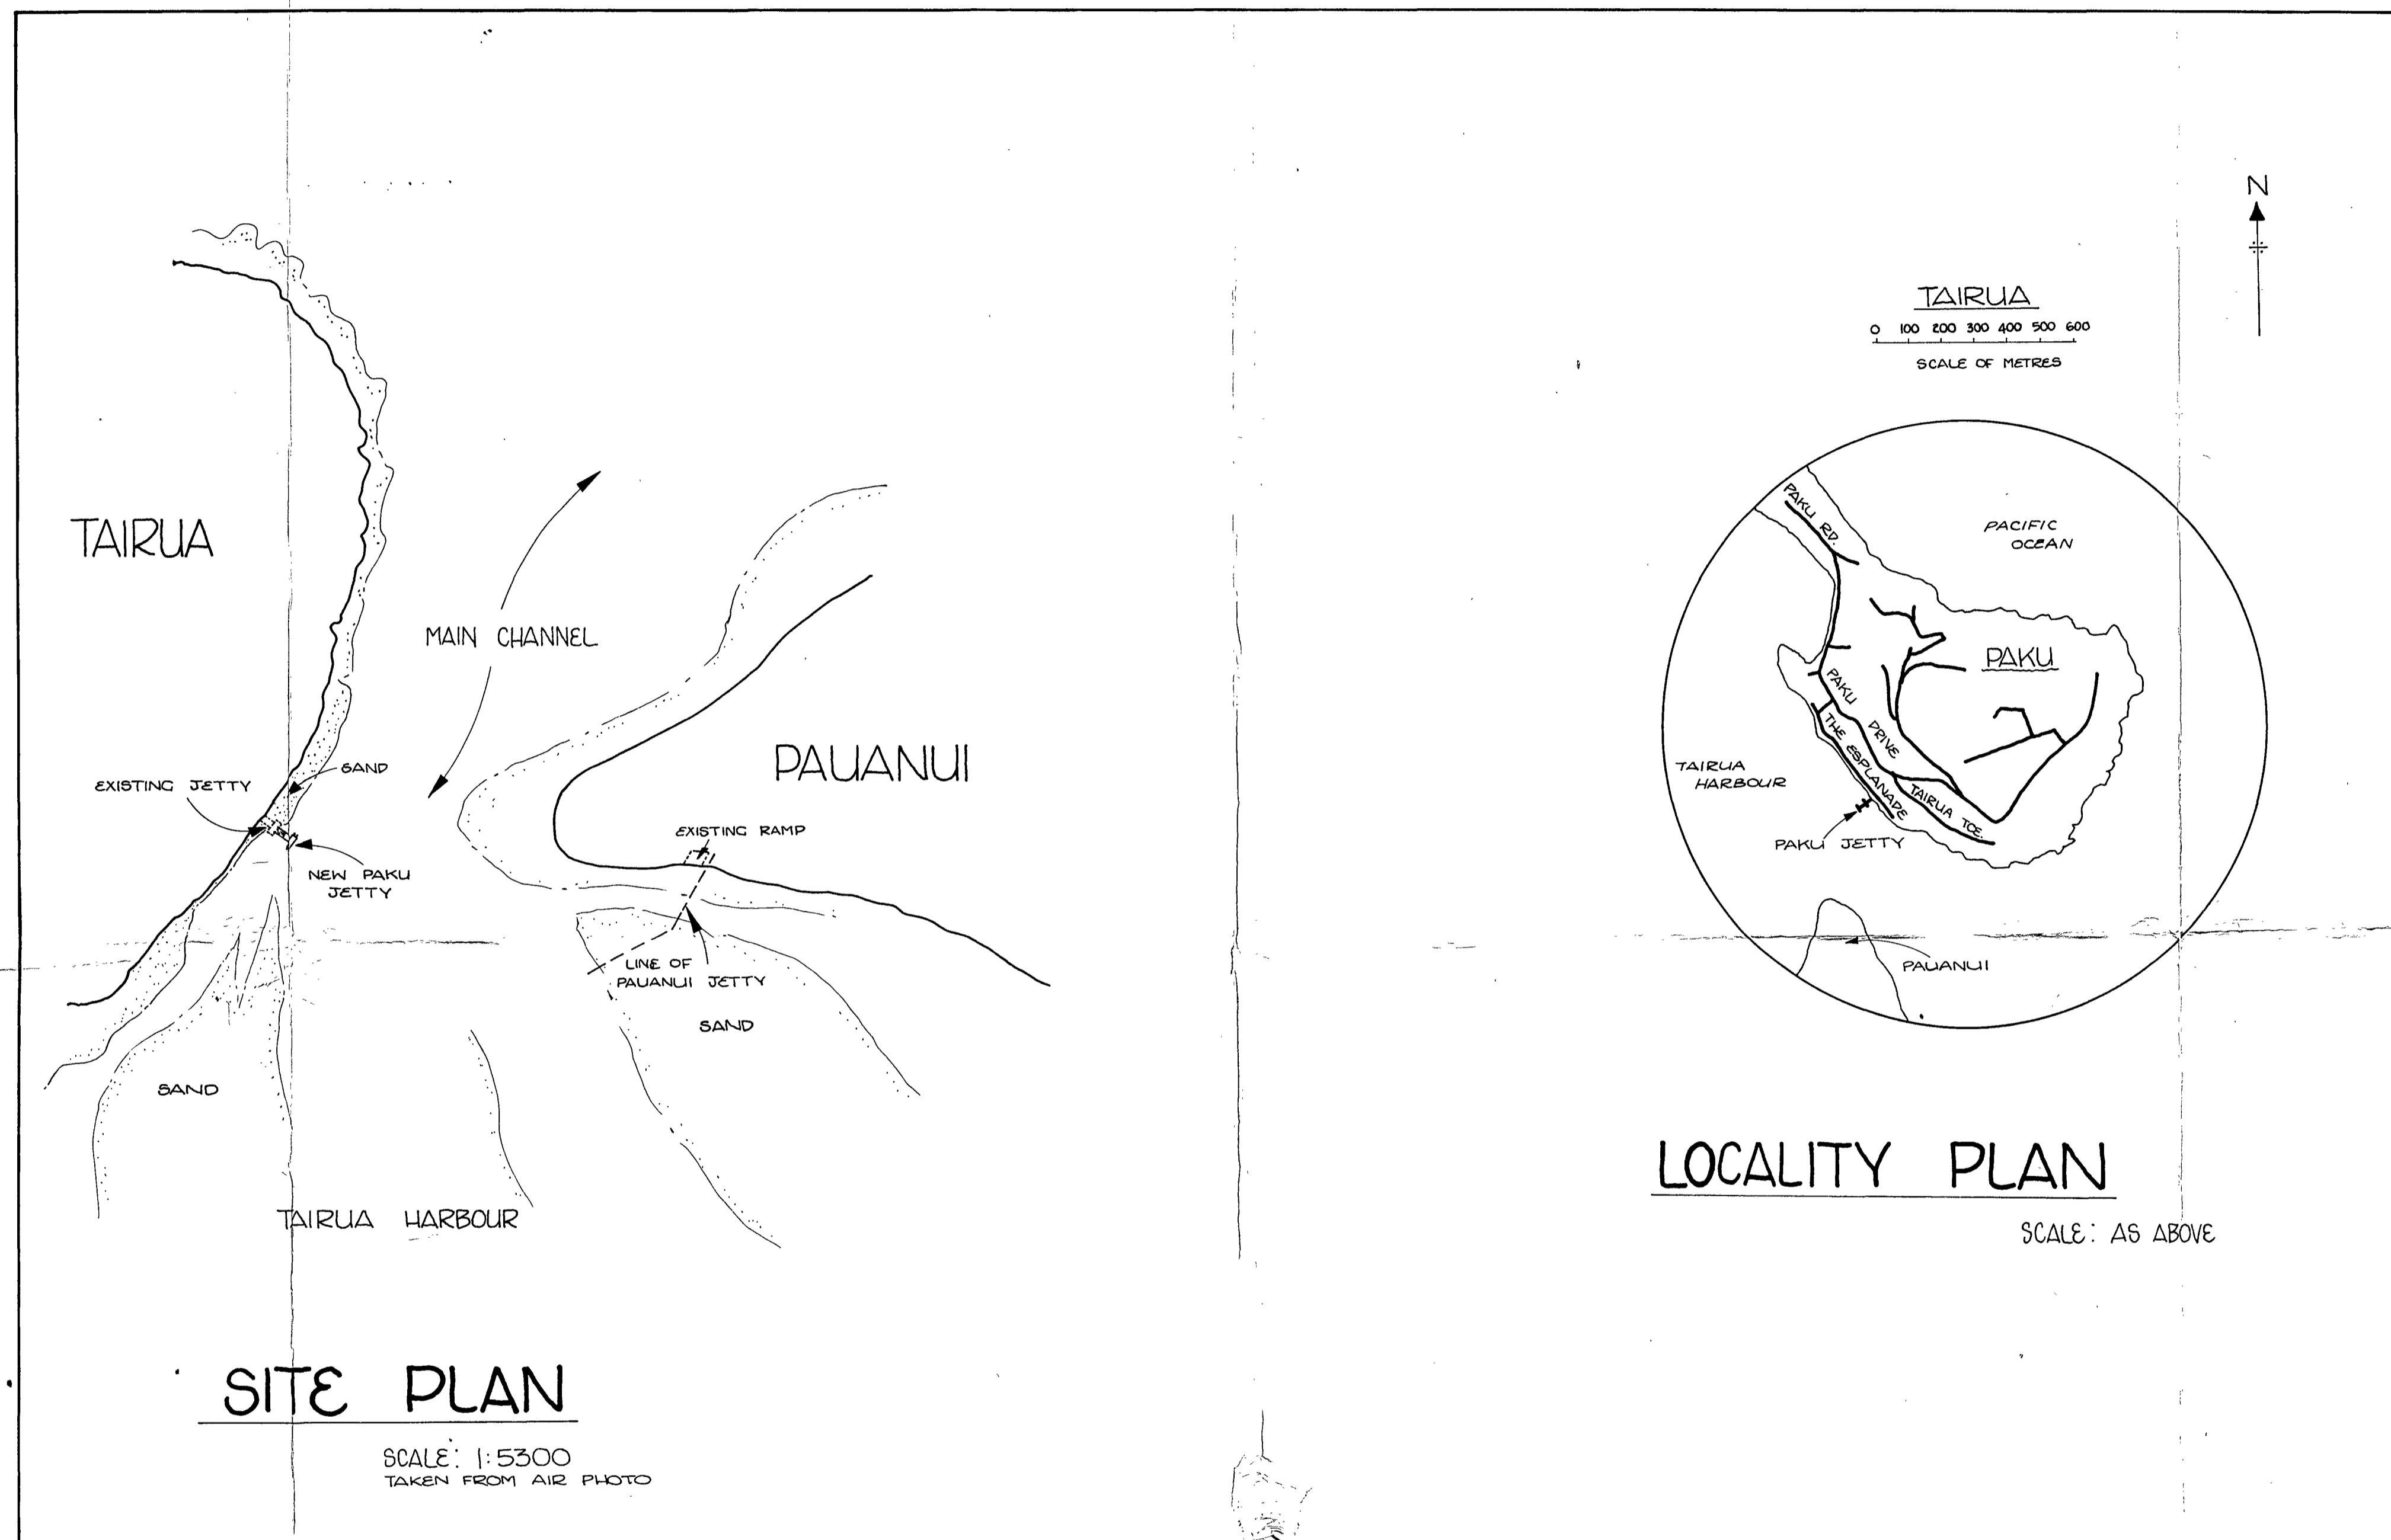 TAIRUA
MAIN CHANNEL
PAUANUI
SAND
EXISTING JETTY
NEW PAKU
JETTY
EXISTING RAMP
LINE OF
PAUANUI JETTY
SAND
SAND
TAIRUA HARBOUR
SITE PLAN
SCALE: 1:5300
TAKEN FROM AIR PHOTO
N
TAIRUA
0 100 200 300 400 500 600
SCALE OF METRES
PAKU RD.
PACIFIC
OCEAN
PAKU
PAKU DRIVE
THE ESPLANADE
TAIRUA TCE.
TAIRUA
HARBOUR
PAKU JETTY
PAUANUI
LOCALITY PLAN
SCALE: AS ABOVE